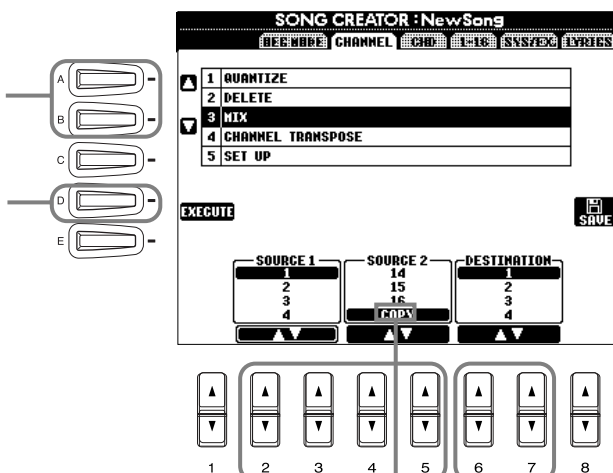 SONG CREATOR : NewSong
REC MODE CHANNEL CHD 1-16 SYS/EX. LYRICS
A
B
C
D
E
1 QUANTIZE
2 DELETE
3 MIX
4 CHANNEL TRANSPOSE
5 SET UP
EXECUTE
SAVE
SOURCE 1 SOURCE 2 DESTINATION
1 14 1
2 15 2
3 16 3
4 COPY 4
1 2 3 4 5 6 7 8